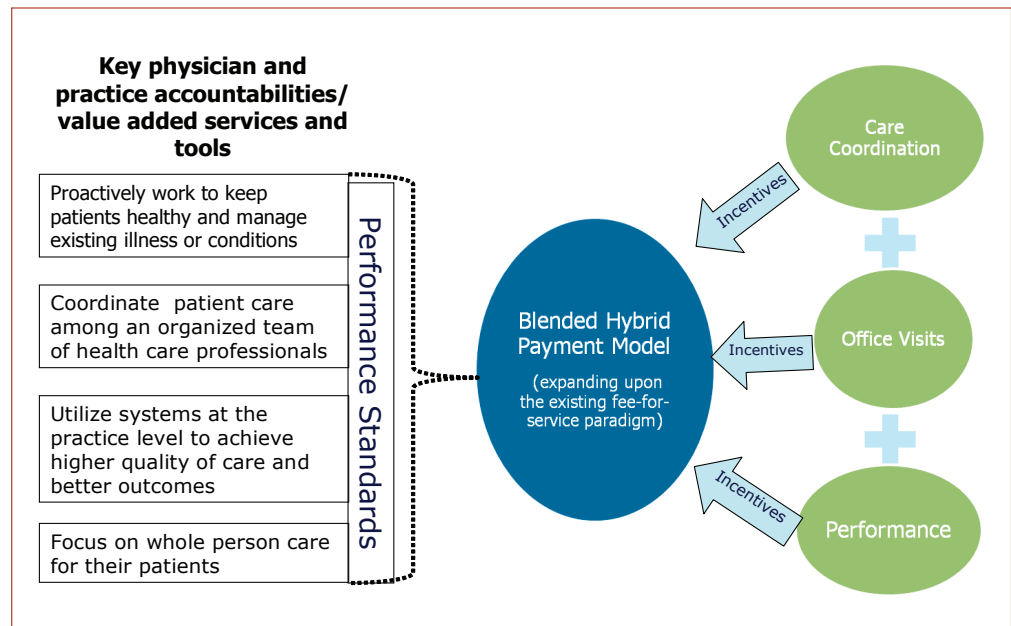 Key physician and
practice accountabilities/
value added services and
tools
Proactively work to keep
patients healthy and manage
existing illness or conditions
Coordinate patient care
among an organized team
of health care professionals
Utilize systems at the
practice level to achieve
higher quality of care and
better outcomes
Focus on whole person care
for their patients
Performance Standards
Blended Hybrid
Payment Model
(expanding upon
the existing fee-for-
service paradigm)
Incentives
Incentives
Incentives
Care
Coordination
Office Visits
Performance